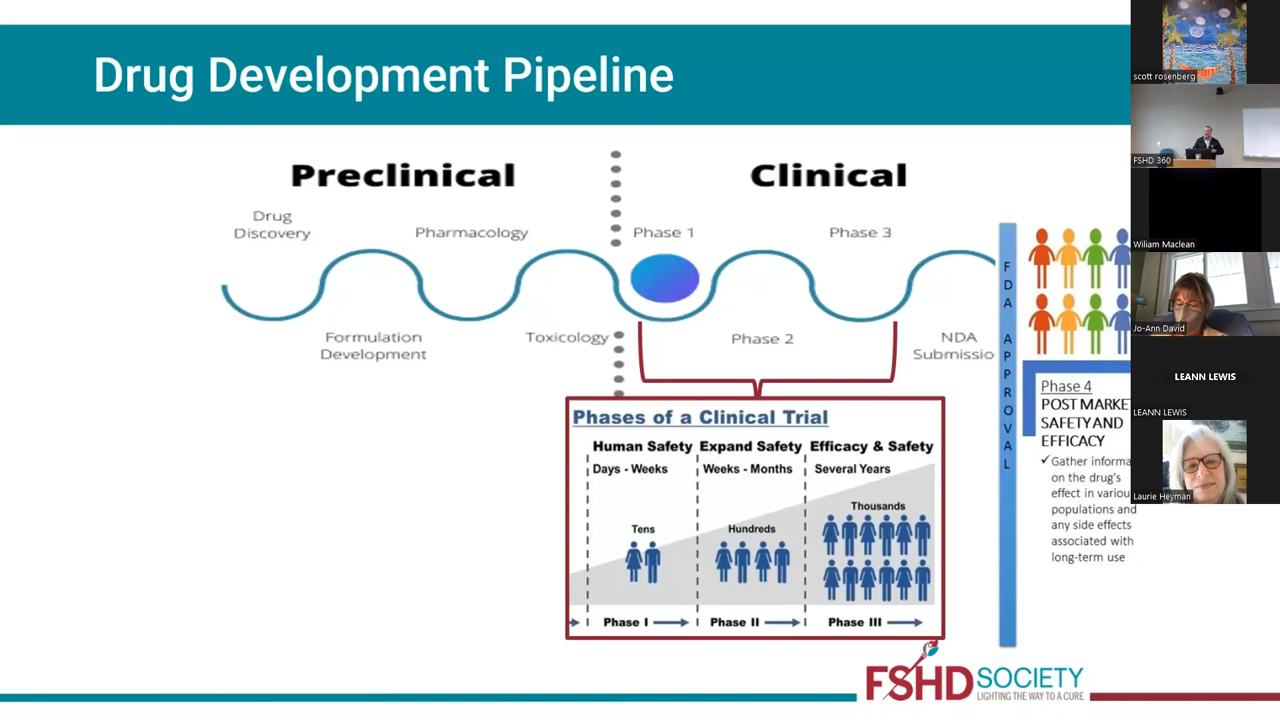 Drug Development Pipeline
Preclinical
Clinical
Drug
Discovery
Pharmacology
Phase 1
Phase 3
Formulation
Development
Toxicology
Phase 2
NDA
Submissio
FDA APPROVAL
Phases of a Clinical Trial
Human Safety
Expand Safety
Efficacy & Safety
Days - Weeks
Weeks - Months
Several Years
Tens
Hundreds
Thousands
Phase I
Phase II
Phase III
Phase 4
POST MARKE
SAFETY AND
EFFICACY
✓Gather informa
on the drug's
effect in variou
populations and
any side effects
associated with
long-term use
FSHD SOCIETY
LIGHTING THE WAY TO A CURE
scott rosenberg
FSHD 360
Wiliam Maclean
Jo-Ann David
LEANN LEWIS
LEANN LEWIS
Laurie Heyman